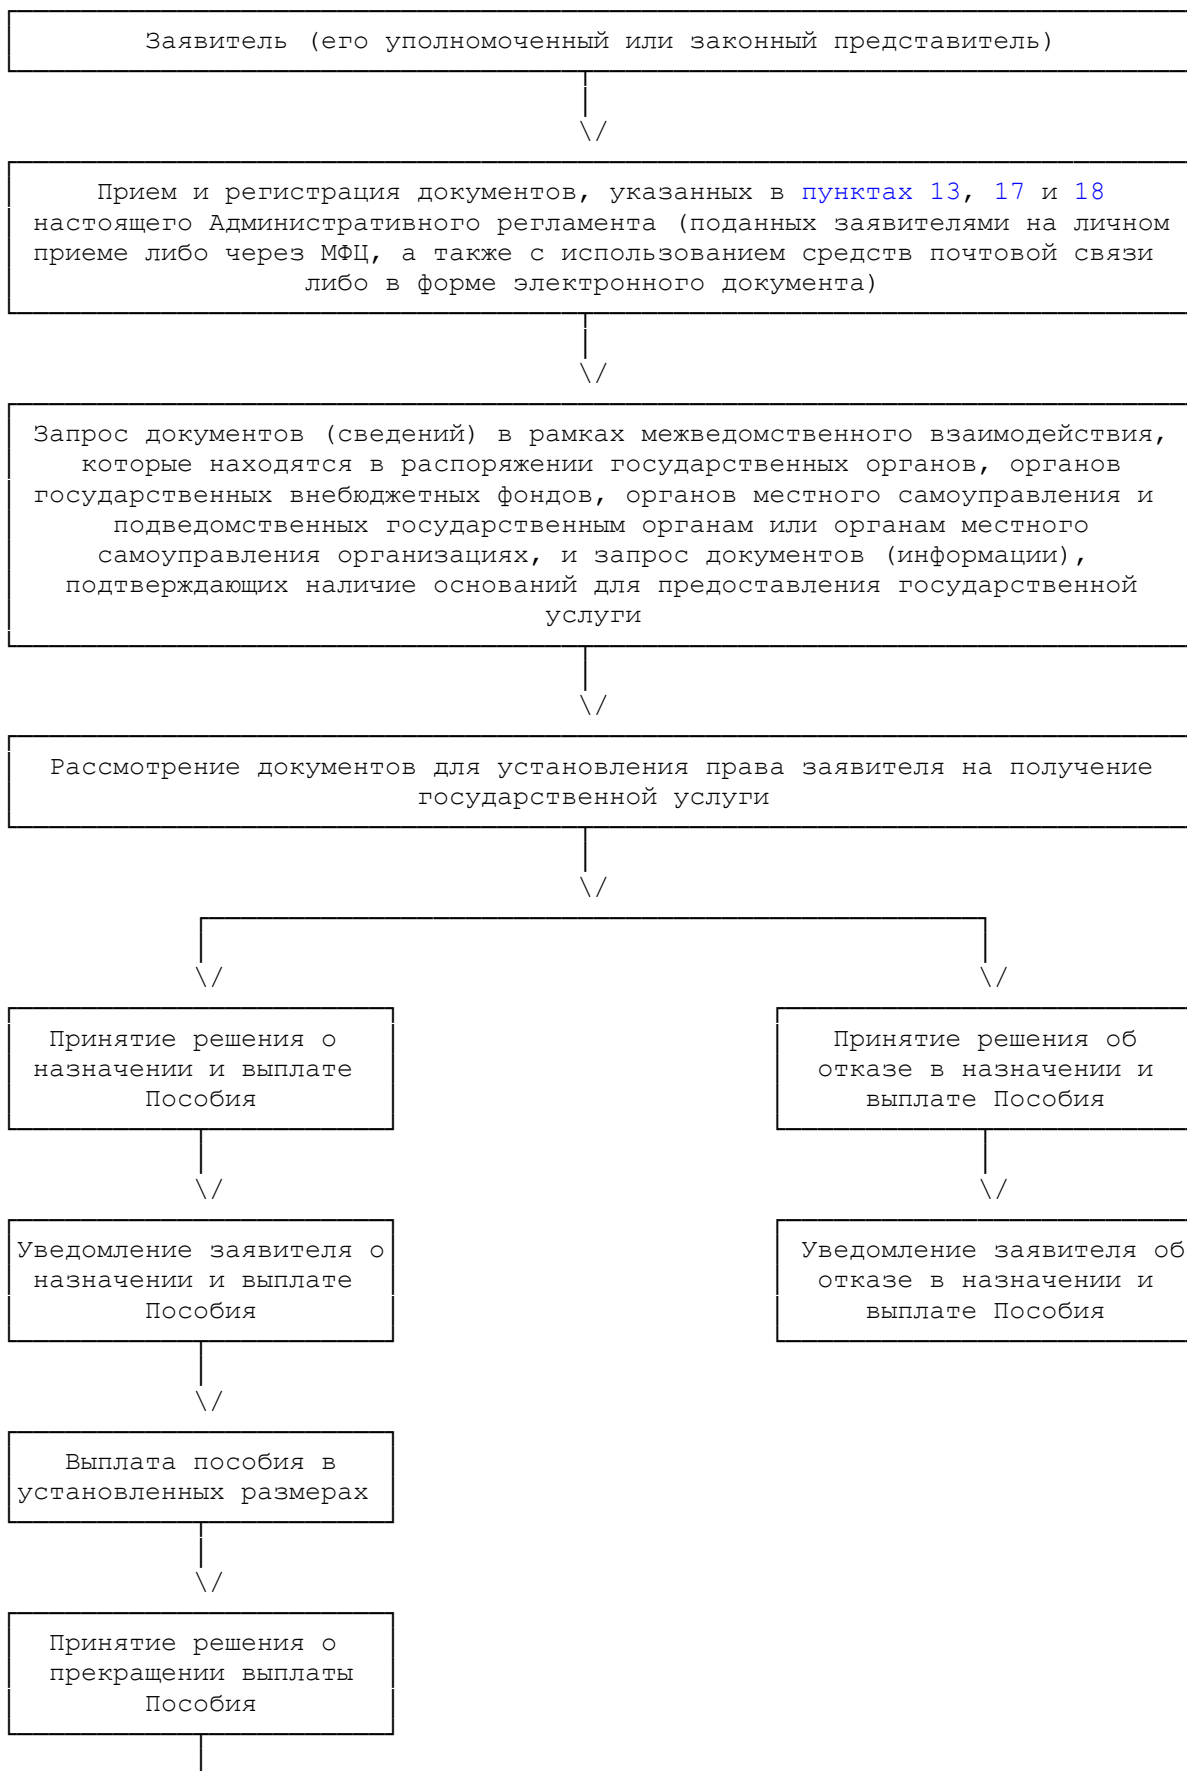 Заявитель (его уполномоченный или законный представитель)
Прием и регистрация документов, указанных в пунктах 13, 17 и 18
настоящего Административного регламента (поданных заявителями на личном
приеме либо через МФЦ, а также с использованием средств почтовой связи
либо в форме электронного документа)
Запрос документов (сведений) в рамках межведомственного взаимодействия,
которые находятся в распоряжении государственных органов, органов
государственных внебюджетных фондов, органов местного самоуправления и
подведомственных государственным органам или органам местного
самоуправления организациях, и запрос документов (информации),
подтверждающих наличие оснований для предоставления государственной
услуги
Рассмотрение документов для установления права заявителя на получение
государственной услуги
Принятие решения о
назначении и выплате
Пособия
Принятие решения об
отказе в назначении и
выплате Пособия
Уведомление заявителя о
назначении и выплате
Пособия
Уведомление заявителя об
отказе в назначении и
выплате Пособия
Выплата пособия в
установленных размерах
Принятие решения о
прекращении выплаты
Пособия